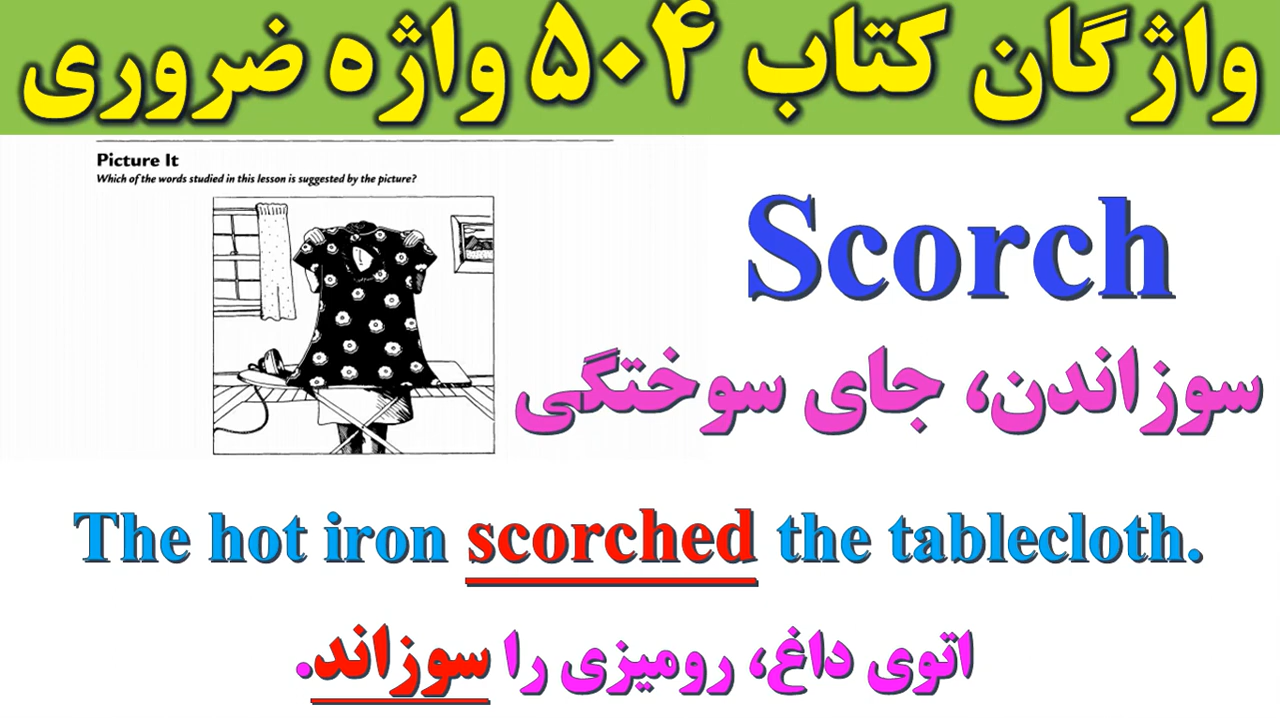 واژگان کتاب ۵۰۴ واژه ضروری
Picture It
Which of the words studied in this lesson is suggested by the picture?
Scorch
سوزاندن، جای سوختگی
The hot iron scorched the tablecloth.
اتوی داغ، رومیزی را سوزاند.